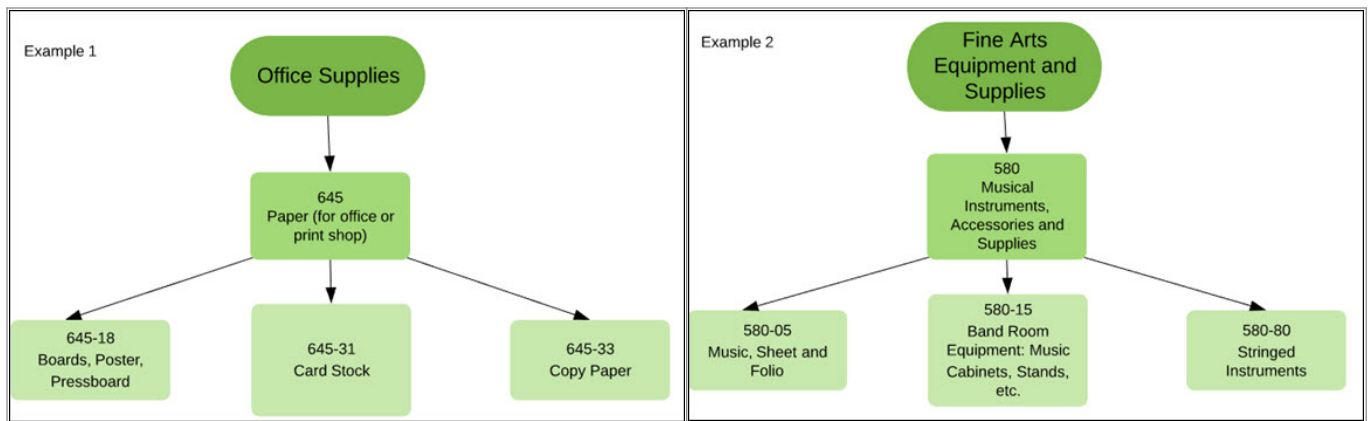 Example 1
Office Supplies
645
Paper (for office or
print shop)
645-18
Boards, Poster,
Pressboard
645-31
Card Stock
645-33
Copy Paper
Example 2
Fine Arts
Equipment and
Supplies
580
Musical
Instruments,
Accessories and
Supplies
580-05
Music, Sheet and
Folio
580-15
Band Room
Equipment: Music
Cabinets, Stands,
etc.
580-80
Stringed
Instruments